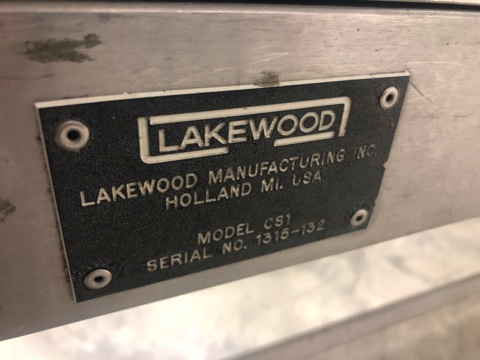 LAKEWOOD
LAKEWOOD MANUFACTURING INC.
HOLLAND MI. USA
MODEL CS1
SERIAL NO. 1315-132